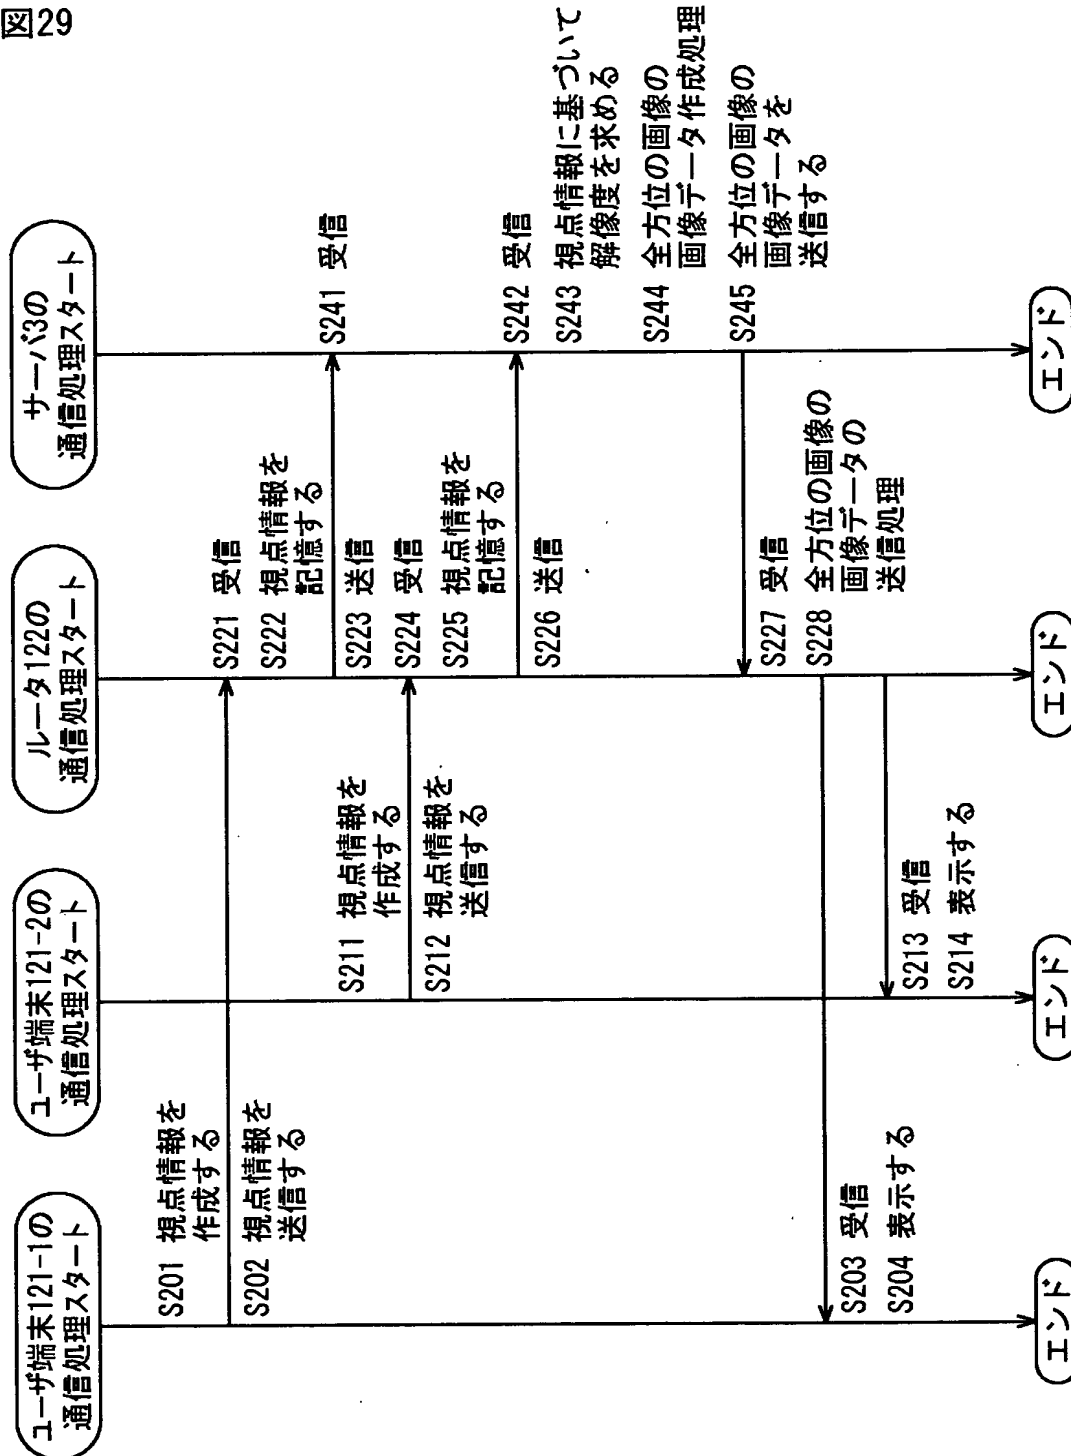 図29
ユーザ端末121-1の
通信処理スタート
S201 視点情報を
作成する
S202 視点情報を
送信する
S203 受信
S204 表示する
エンド
ユーザ端末121-2の
通信処理スタート
S211 視点情報を
作成する
S212 視点情報を
送信する
S213 受信
S214 表示する
エンド
ルータ122の
通信処理スタート
S221 受信
S222 視点情報を
記憶する
S223 送信
S224 受信
S225 視点情報を
記憶する
S226 送信
S227 受信
S228 全方位の画像の
画像データの
送信処理
エンド
サーバ3の
通信処理スタート
S241 受信
S242 受信
S243 視点情報に基づいて
解像度を求める
S244 全方位の画像の
画像データ作成処理
S245 全方位の画像の
画像データを
送信する
エンド